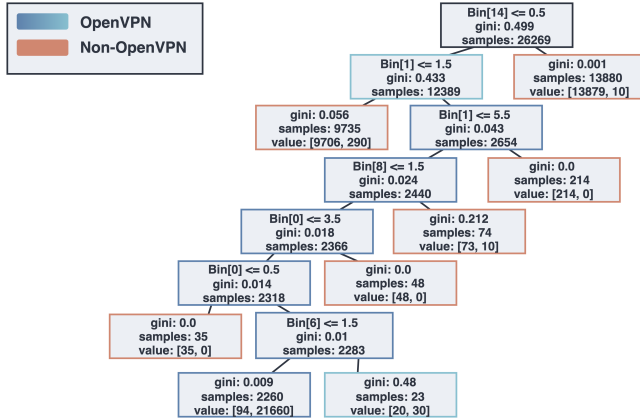 OpenVPN
Non-OpenVPN
Bin[14] <= 0.5
gini: 0.499
samples: 26269
Bin[1] <= 1.5
gini: 0.433
samples: 12389
gini: 0.001
samples: 13880
value: [13879, 10]
gini: 0.056
samples: 9735
value: [9706, 290]
Bin[1] <= 5.5
gini: 0.043
samples: 2654
Bin[8] <= 1.5
gini: 0.024
samples: 2440
gini: 0.0
samples: 214
value: [214, 0]
Bin[0] <= 3.5
gini: 0.018
samples: 2366
gini: 0.212
samples: 74
value: [73, 10]
Bin[0] <= 0.5
gini: 0.014
samples: 2318
gini: 0.0
samples: 48
value: [48, 0]
gini: 0.0
samples: 35
value: [35, 0]
Bin[6] <= 1.5
gini: 0.01
samples: 2283
gini: 0.009
samples: 2260
value: [94, 21660]
gini: 0.48
samples: 23
value: [20, 30]